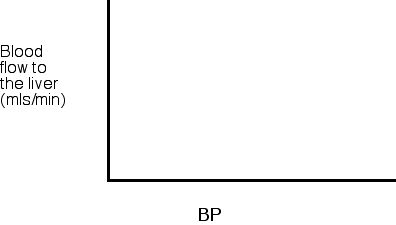 Blood
flow to
the liver
(mls/min)
BP